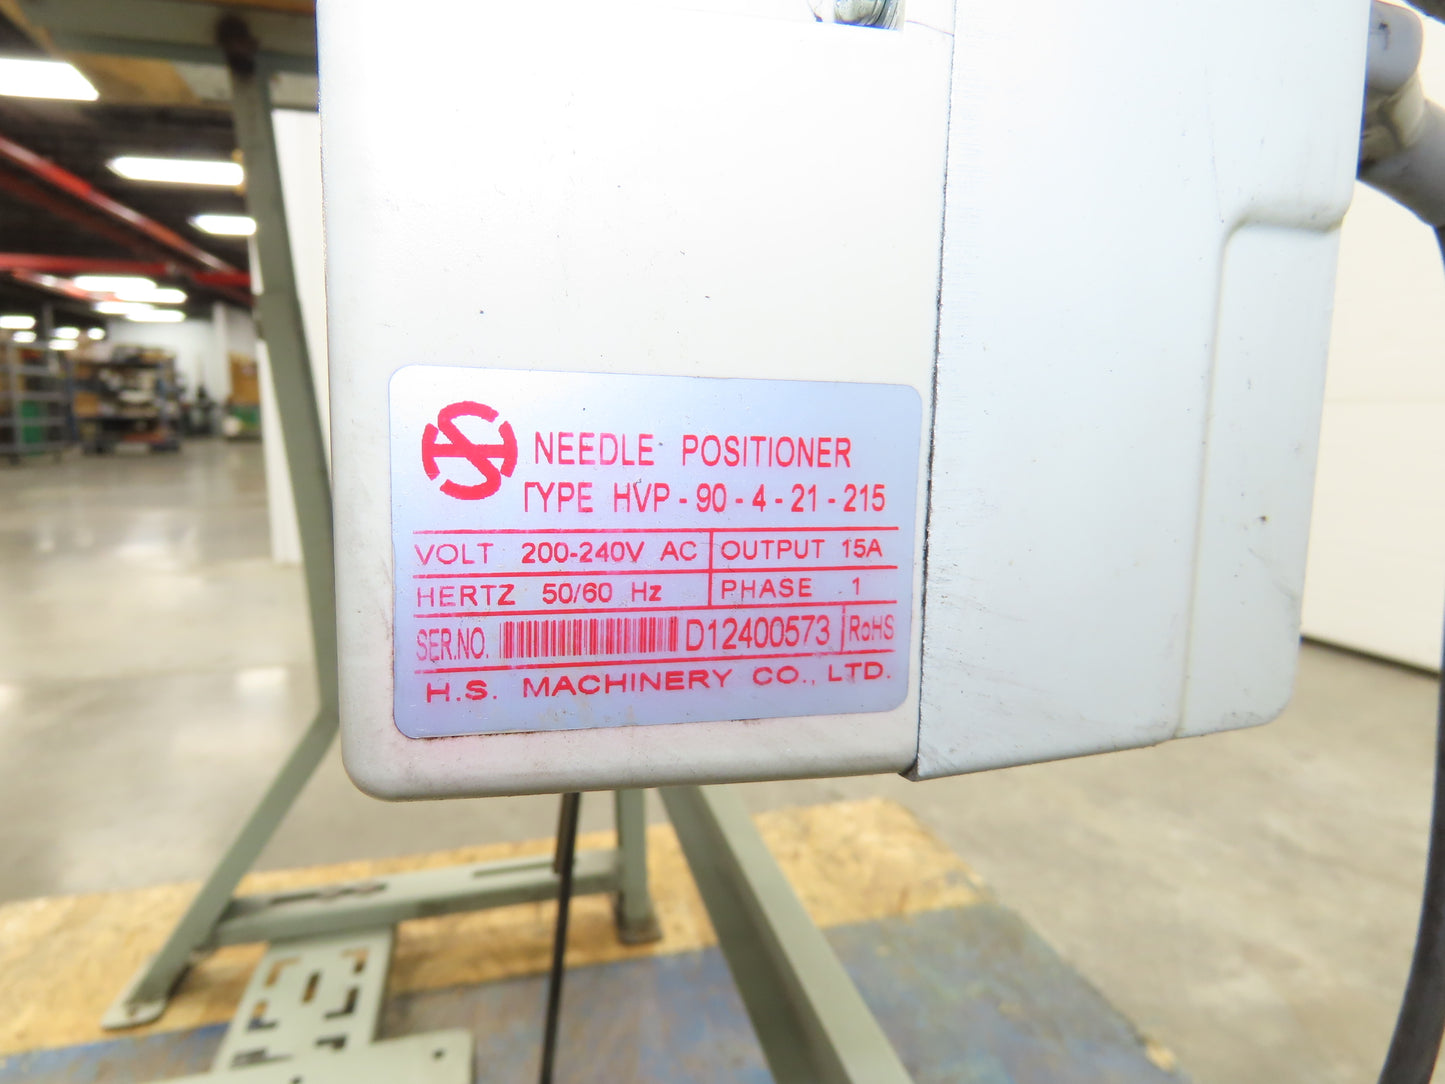 NEEDLE POSITIONER
TYPE HVP - 90 - 4 - 21 - 215
VOLT 200-240V AC OUTPUT 15A
HERTZ 50/60 Hz PHASE 1
SER.NO. D12400573 RoHS
H.S. MACHINERY CO., LTD.